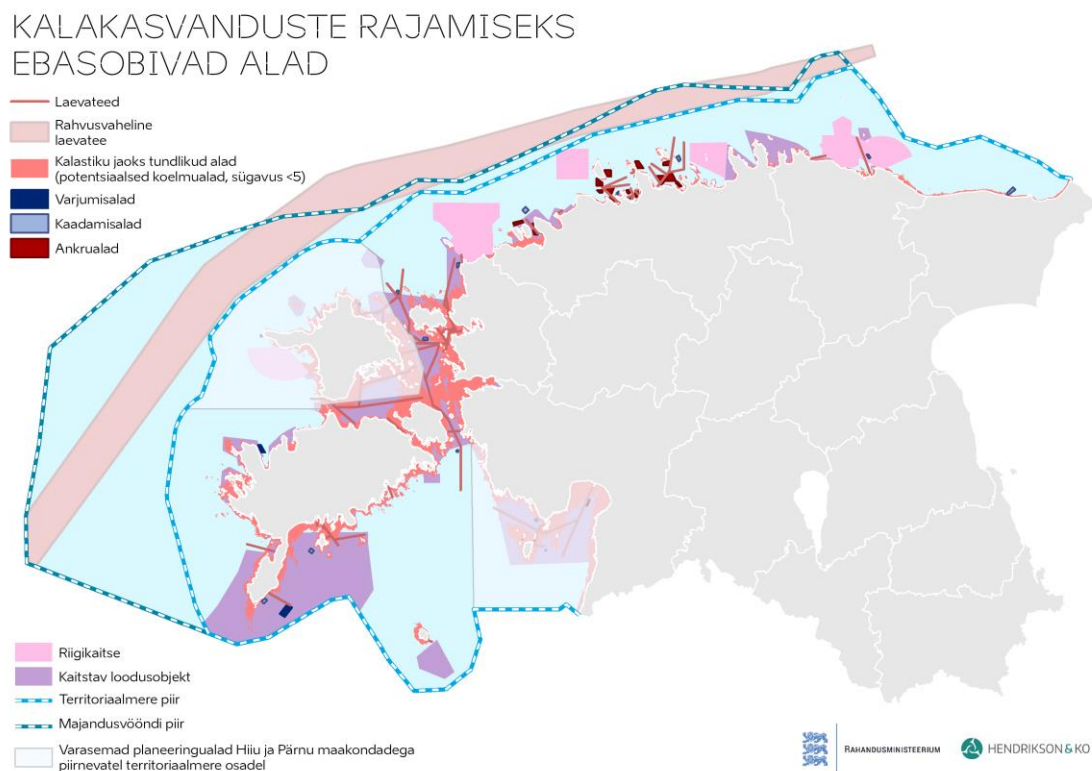 KALAKASVANDUSTE RAJAMISEKS
EBASOBIVAD ALAD
Laevateed
Rahvusvaheline
laevatee
Kalastiku jaoks tundlikud alad
(potentsiaalsed koelmualad, sügavus <5)
Varjumisalad
Kaadamisalad
Ankrualad
Riigikaitse
Kaitstav loodusobjekt
Territoriaalmere piir
Majandusvööndi piir
Varasemad planeeringualad Hiiu ja Pärnu maakondadega
piirnevatel territoriaalmere osadel
RAHANDUSMINISTEERIUM
HENDRIKSON & KO